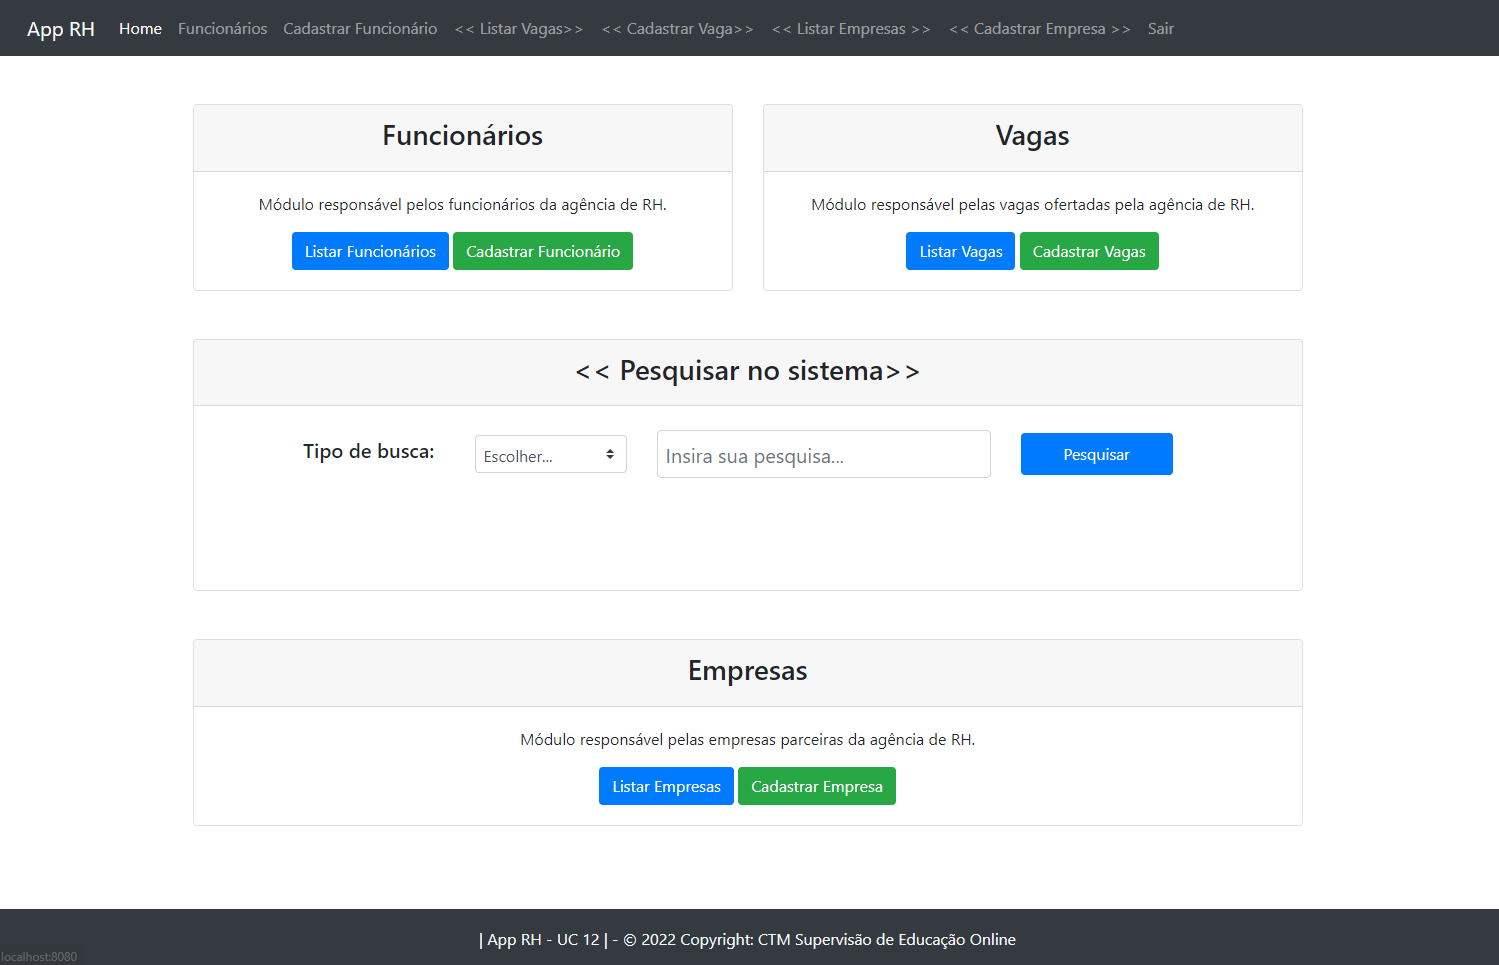 App RH Home Funcionários Cadastrar Funcionário << Listar Vagas>> << Cadastrar Vaga>> << Listar Empresas >> << Cadastrar Empresa >> Sair
Funcionários
Módulo responsável pelos funcionários da agência de RH.
Listar Funcionários Cadastrar Funcionário
Vagas
Módulo responsável pelas vagas ofertadas pela agência de RH.
Listar Vagas Cadastrar Vagas
<< Pesquisar no sistema>>
Tipo de busca: Escolher... Insira sua pesquisa... Pesquisar
Empresas
Módulo responsável pelas empresas parceiras da agência de RH.
Listar Empresas Cadastrar Empresa
| App RH - UC 12 | - © 2022 Copyright: CTM Supervisão de Educação Online
localhost:8080